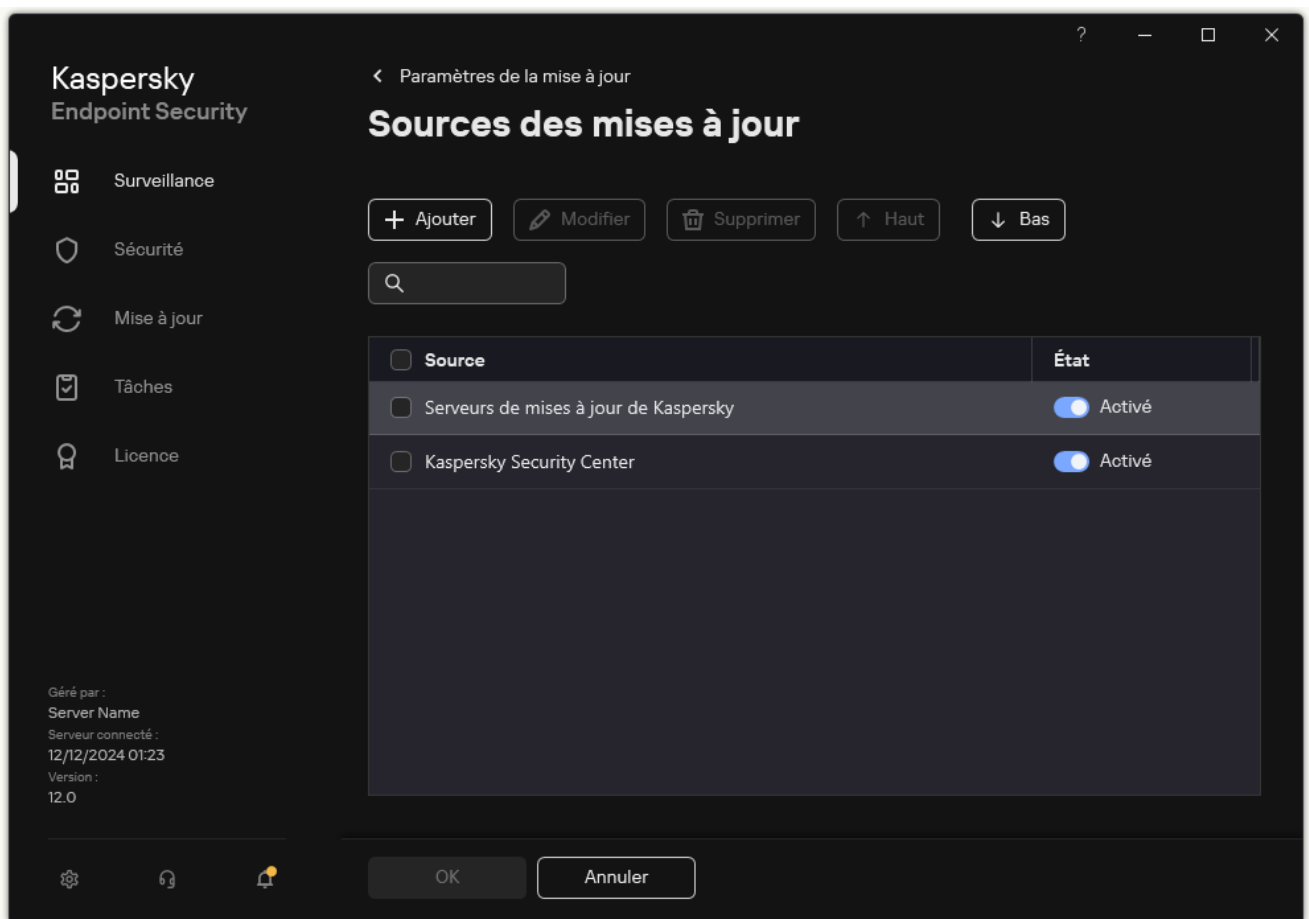 ?
Kaspersky
Endpoint Security
Paramètres de la mise à jour
Sources des mises à jour
Surveillance
Sécurité
Mise à jour
Tâches
Licence
Ajouter Modifier Supprimer Haut Bas
Source État
Serveurs de mises à jour de Kaspersky Activé
Kaspersky Security Center Activé
Géré par :
Server Name
Serveur connecté :
12/12/2024 01:23
Version :
12.0
OK Annuler